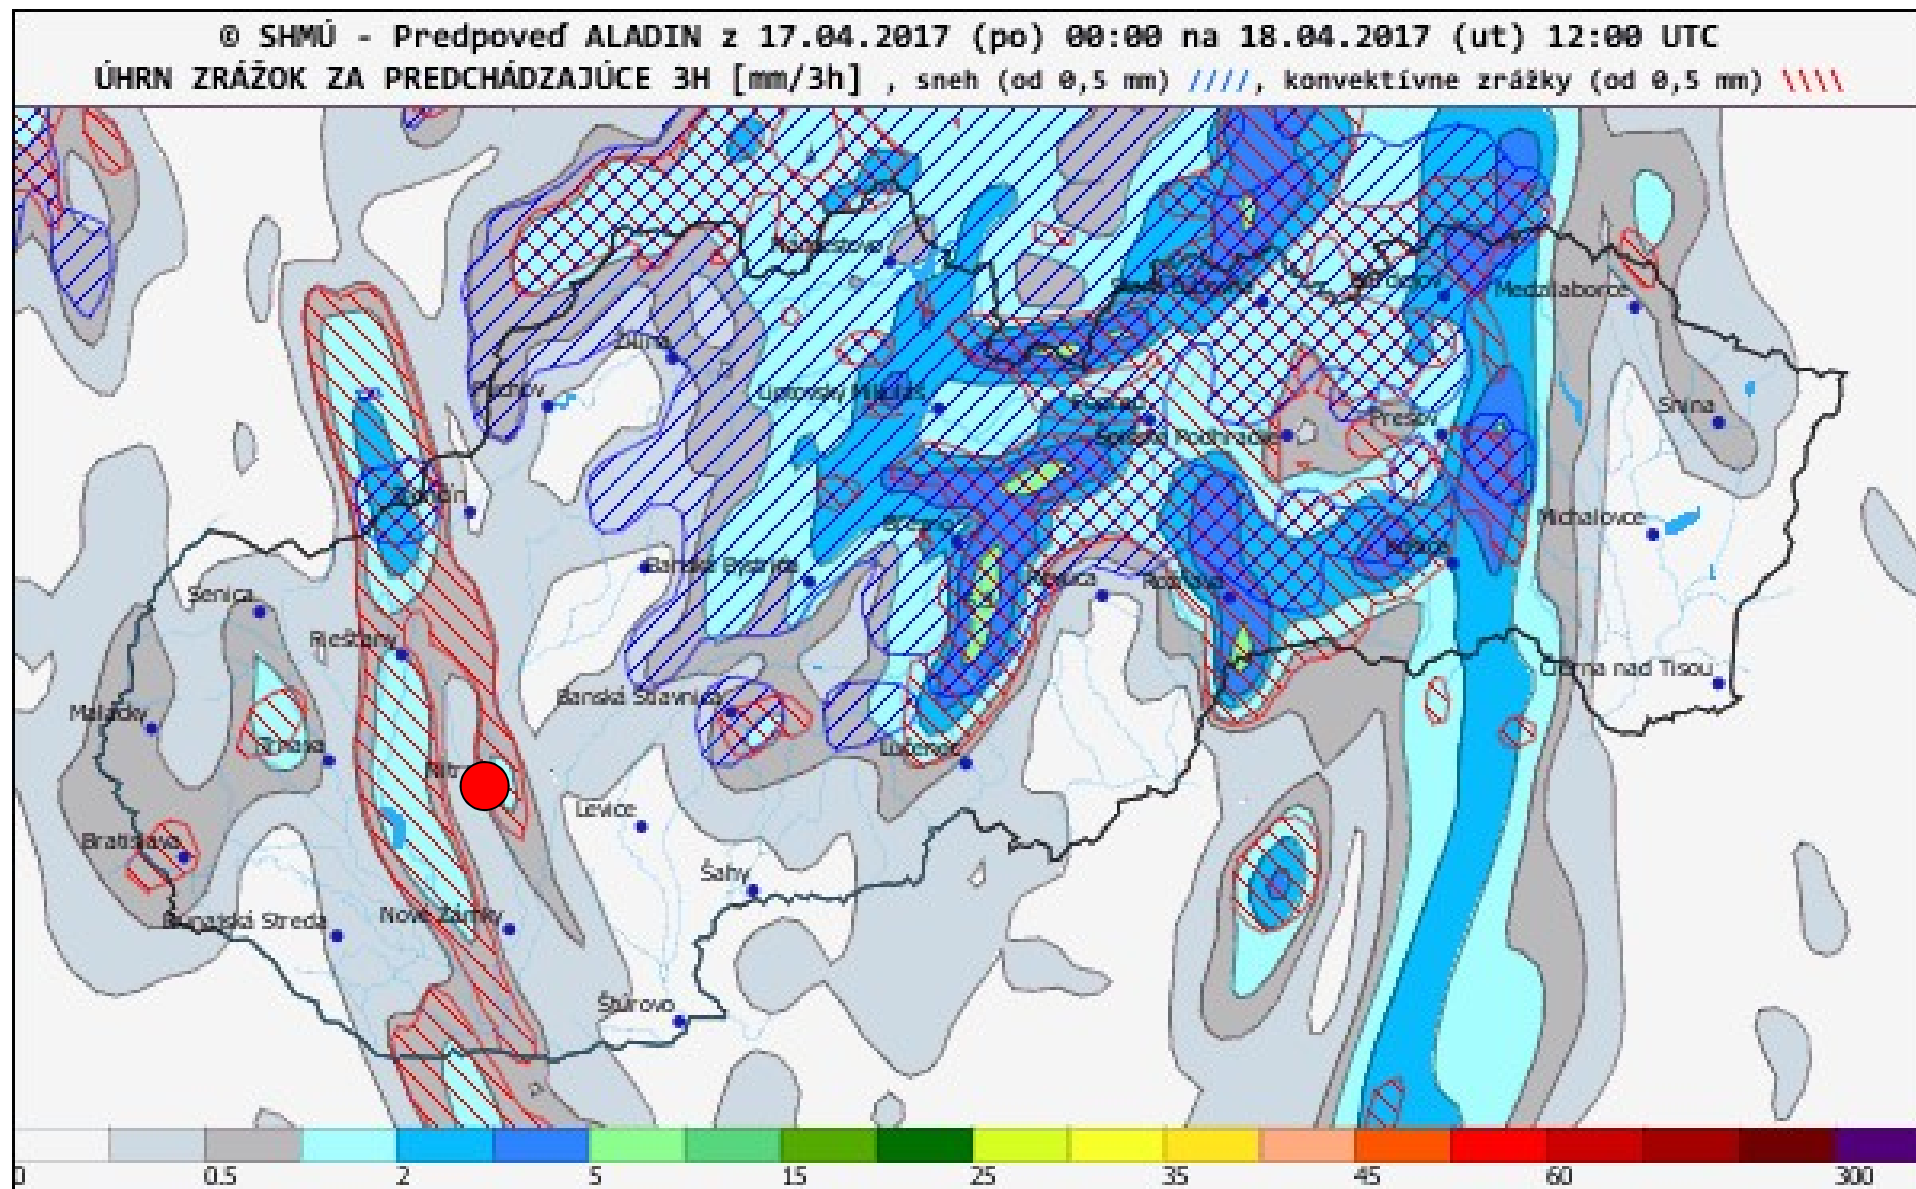 © SHMÚ - Predpoveď ALADIN z 17.04.2017 (po) 00:00 na 18.04.2017 (ut) 12:00 UTC
ÚHRN ZRÁŽOK ZA PREDCHÁDZAJÚCE 3H [mm/3h] , sneh (od 0,5 mm) ////, konvektívne zrážky (od 0,5 mm) \\\\
Medzilaborce
Žilina
Púchov
Liptovský Mikuláš
Poprad
Spišské Podhradie
Prešov
Snina
Michalovce
Brezno
Banská Bystrica
Revúca
Rožňava
Senica
Piešťany
Čierna nad Tisou
Banská Štiavnica
Malacky
Trnava
Lučenec
Levice
Bratislava
Šahy
Dunajská Streda
Nové Zámky
Štúrovo
0 0.5 2 5 15 25 35 45 60 300